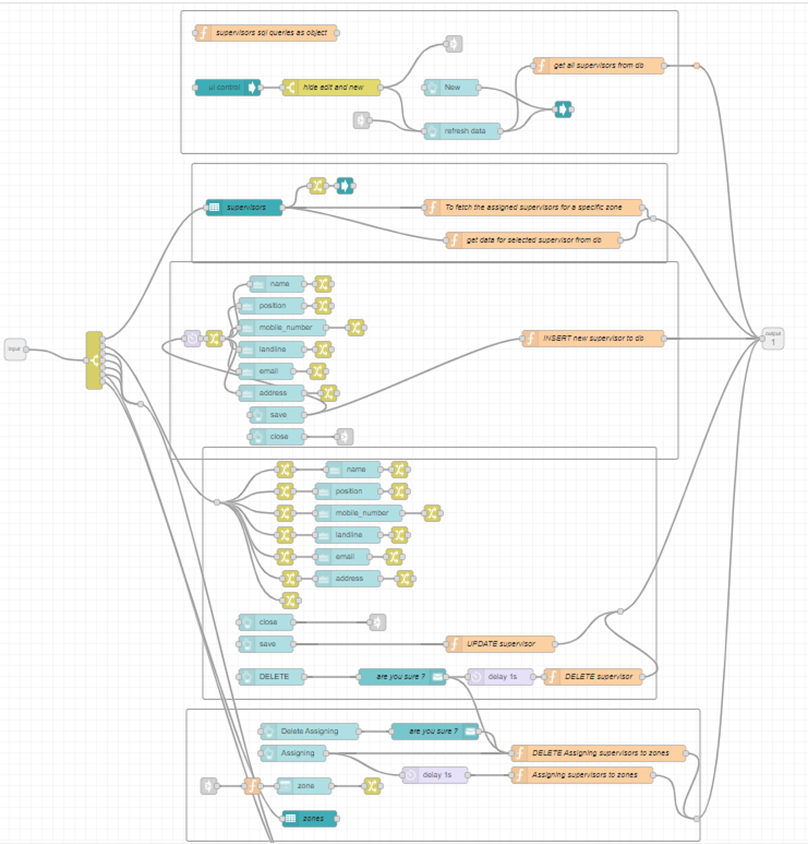 supervisors sql queries as object
get all supervisors from db
ui control
hide edit and new
New
refresh data
supervisors
To fetch the assigned supervisors for a specific zone
get data for selected supervisor from db
name
position
mobile_number
landline
email
address
save
close
INSERT new supervisor to db
input
output
1
name
position
mobile_number
landline
email
address
close
save
UPDATE supervisor
DELETE
are you sure ?
delay 1s
DELETE supervisor
Delete Assigning
are you sure ?
Assigning
DELETE Assigning supervisors to zones
delay 1s
Assigning supervisors to zones
zone
zones